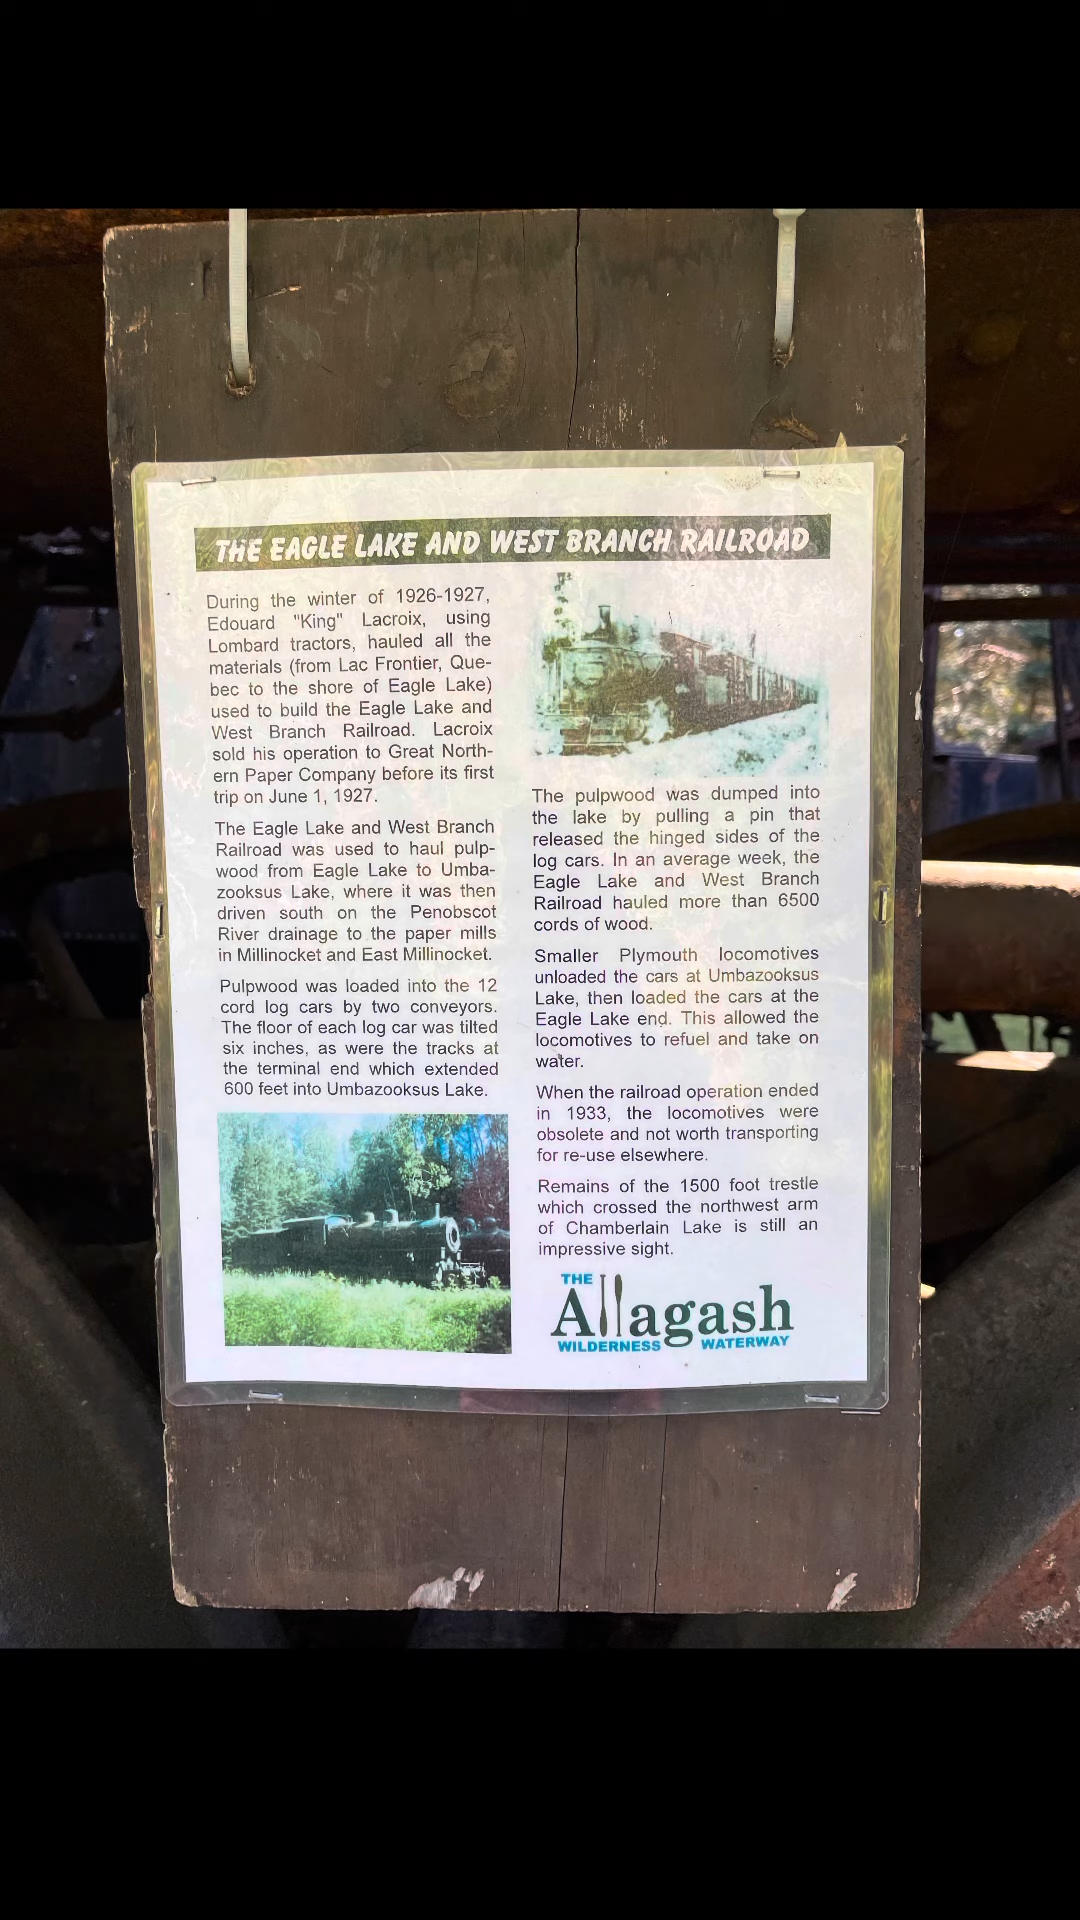 THE EAGLE LAKE AND WEST BRANCH RAILROAD
During the winter of 1926-1927,
Edouard "King" Lacroix, using
Lombard tractors, hauled all the
materials (from Lac Frontier, Que-
bec to the shore of Eagle Lake)
used to build the Eagle Lake and
West Branch Railroad. Lacroix
sold his operation to Great North-
ern Paper Company before its first
trip on June 1, 1927.
The Eagle Lake and West Branch
Railroad was used to haul pulp-
wood from Eagle Lake to Umba-
zooksus Lake, where it was then
driven south on the Penobscot
River drainage to the paper mills
in Millinocket and East Millinocket.
Pulpwood was loaded into the 12
cord log cars by two conveyors.
The floor of each log car was tilted
six inches, as were the tracks at
the terminal end which extended
600 feet into Umbazooksus Lake.
The pulpwood was dumped into
the lake by pulling a pin that
released the hinged sides of the
log cars. In an average week, the
Eagle Lake and West Branch
Railroad hauled more than 6500
cords of wood.
Smaller Plymouth locomotives
unloaded the cars at Umbazooksus
Lake, then loaded the cars at the
Eagle Lake end. This allowed the
locomotives to refuel and take on
water.
When the railroad operation ended
in 1933, the locomotives were
obsolete and not worth transporting
for re-use elsewhere.
Remains of the 1500 foot trestle
which crossed the northwest arm
of Chamberlain Lake is still an
impressive sight.
THE
Allagash
WILDERNESS WATERWAY